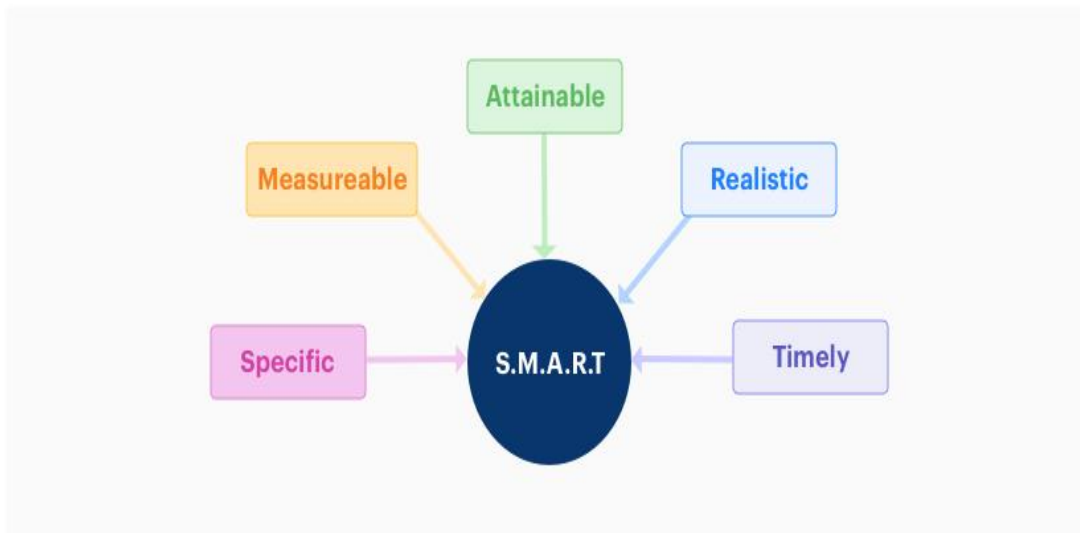 Attainable
Measureable
Realistic
Specific
S.M.A.R.T
Timely